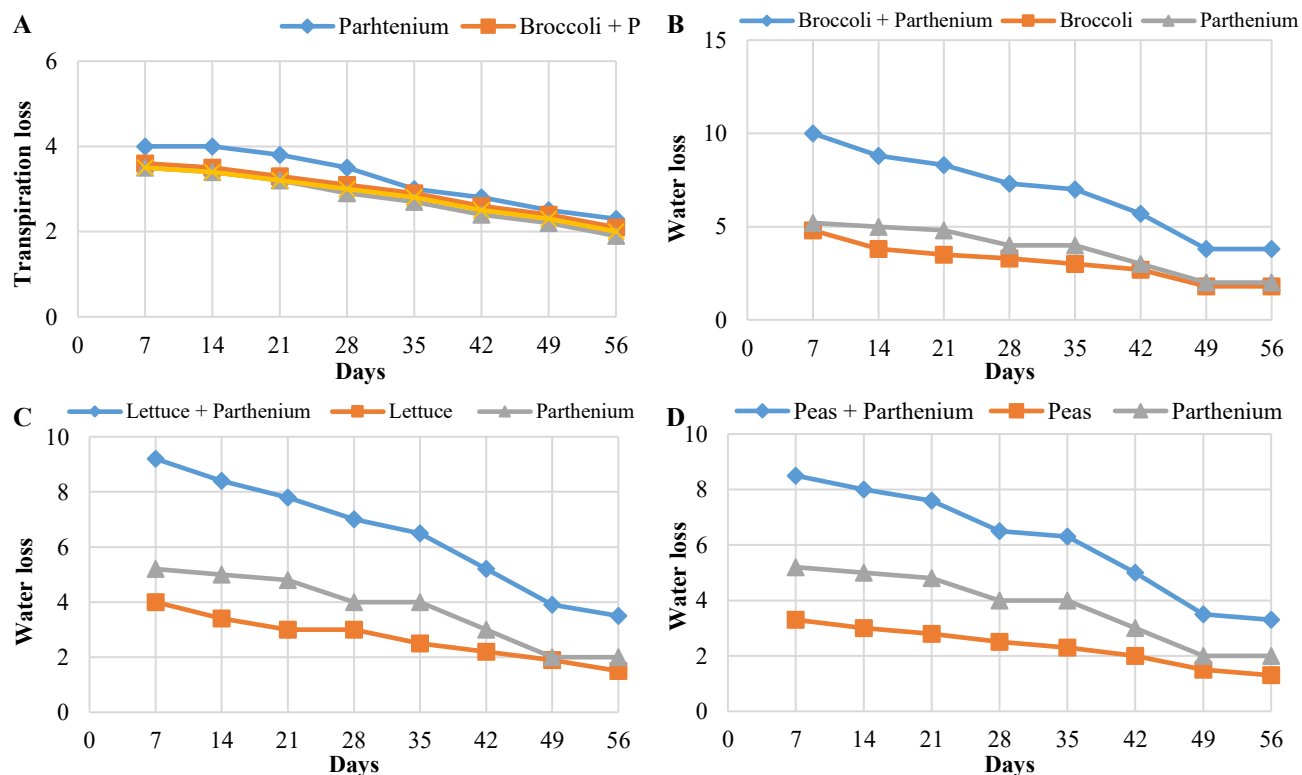 A
Parhtenium Broccoli + P
6
4
2
0
Transpiration loss
0 7 14 21 28 35 42 49 56
Days
B
Broccoli + Parthenium Broccoli Parthenium
15
10
5
0
Water loss
0 7 14 21 28 35 42 49 56
Days
C
Lettuce + Parthenium Lettuce Parthenium
10
8
6
4
2
0
Water loss
0 7 14 21 28 35 42 49 56
Days
D
Peas + Parthenium Peas Parthenium
10
8
6
4
2
0
Water loss
0 7 14 21 28 35 42 49 56
Days